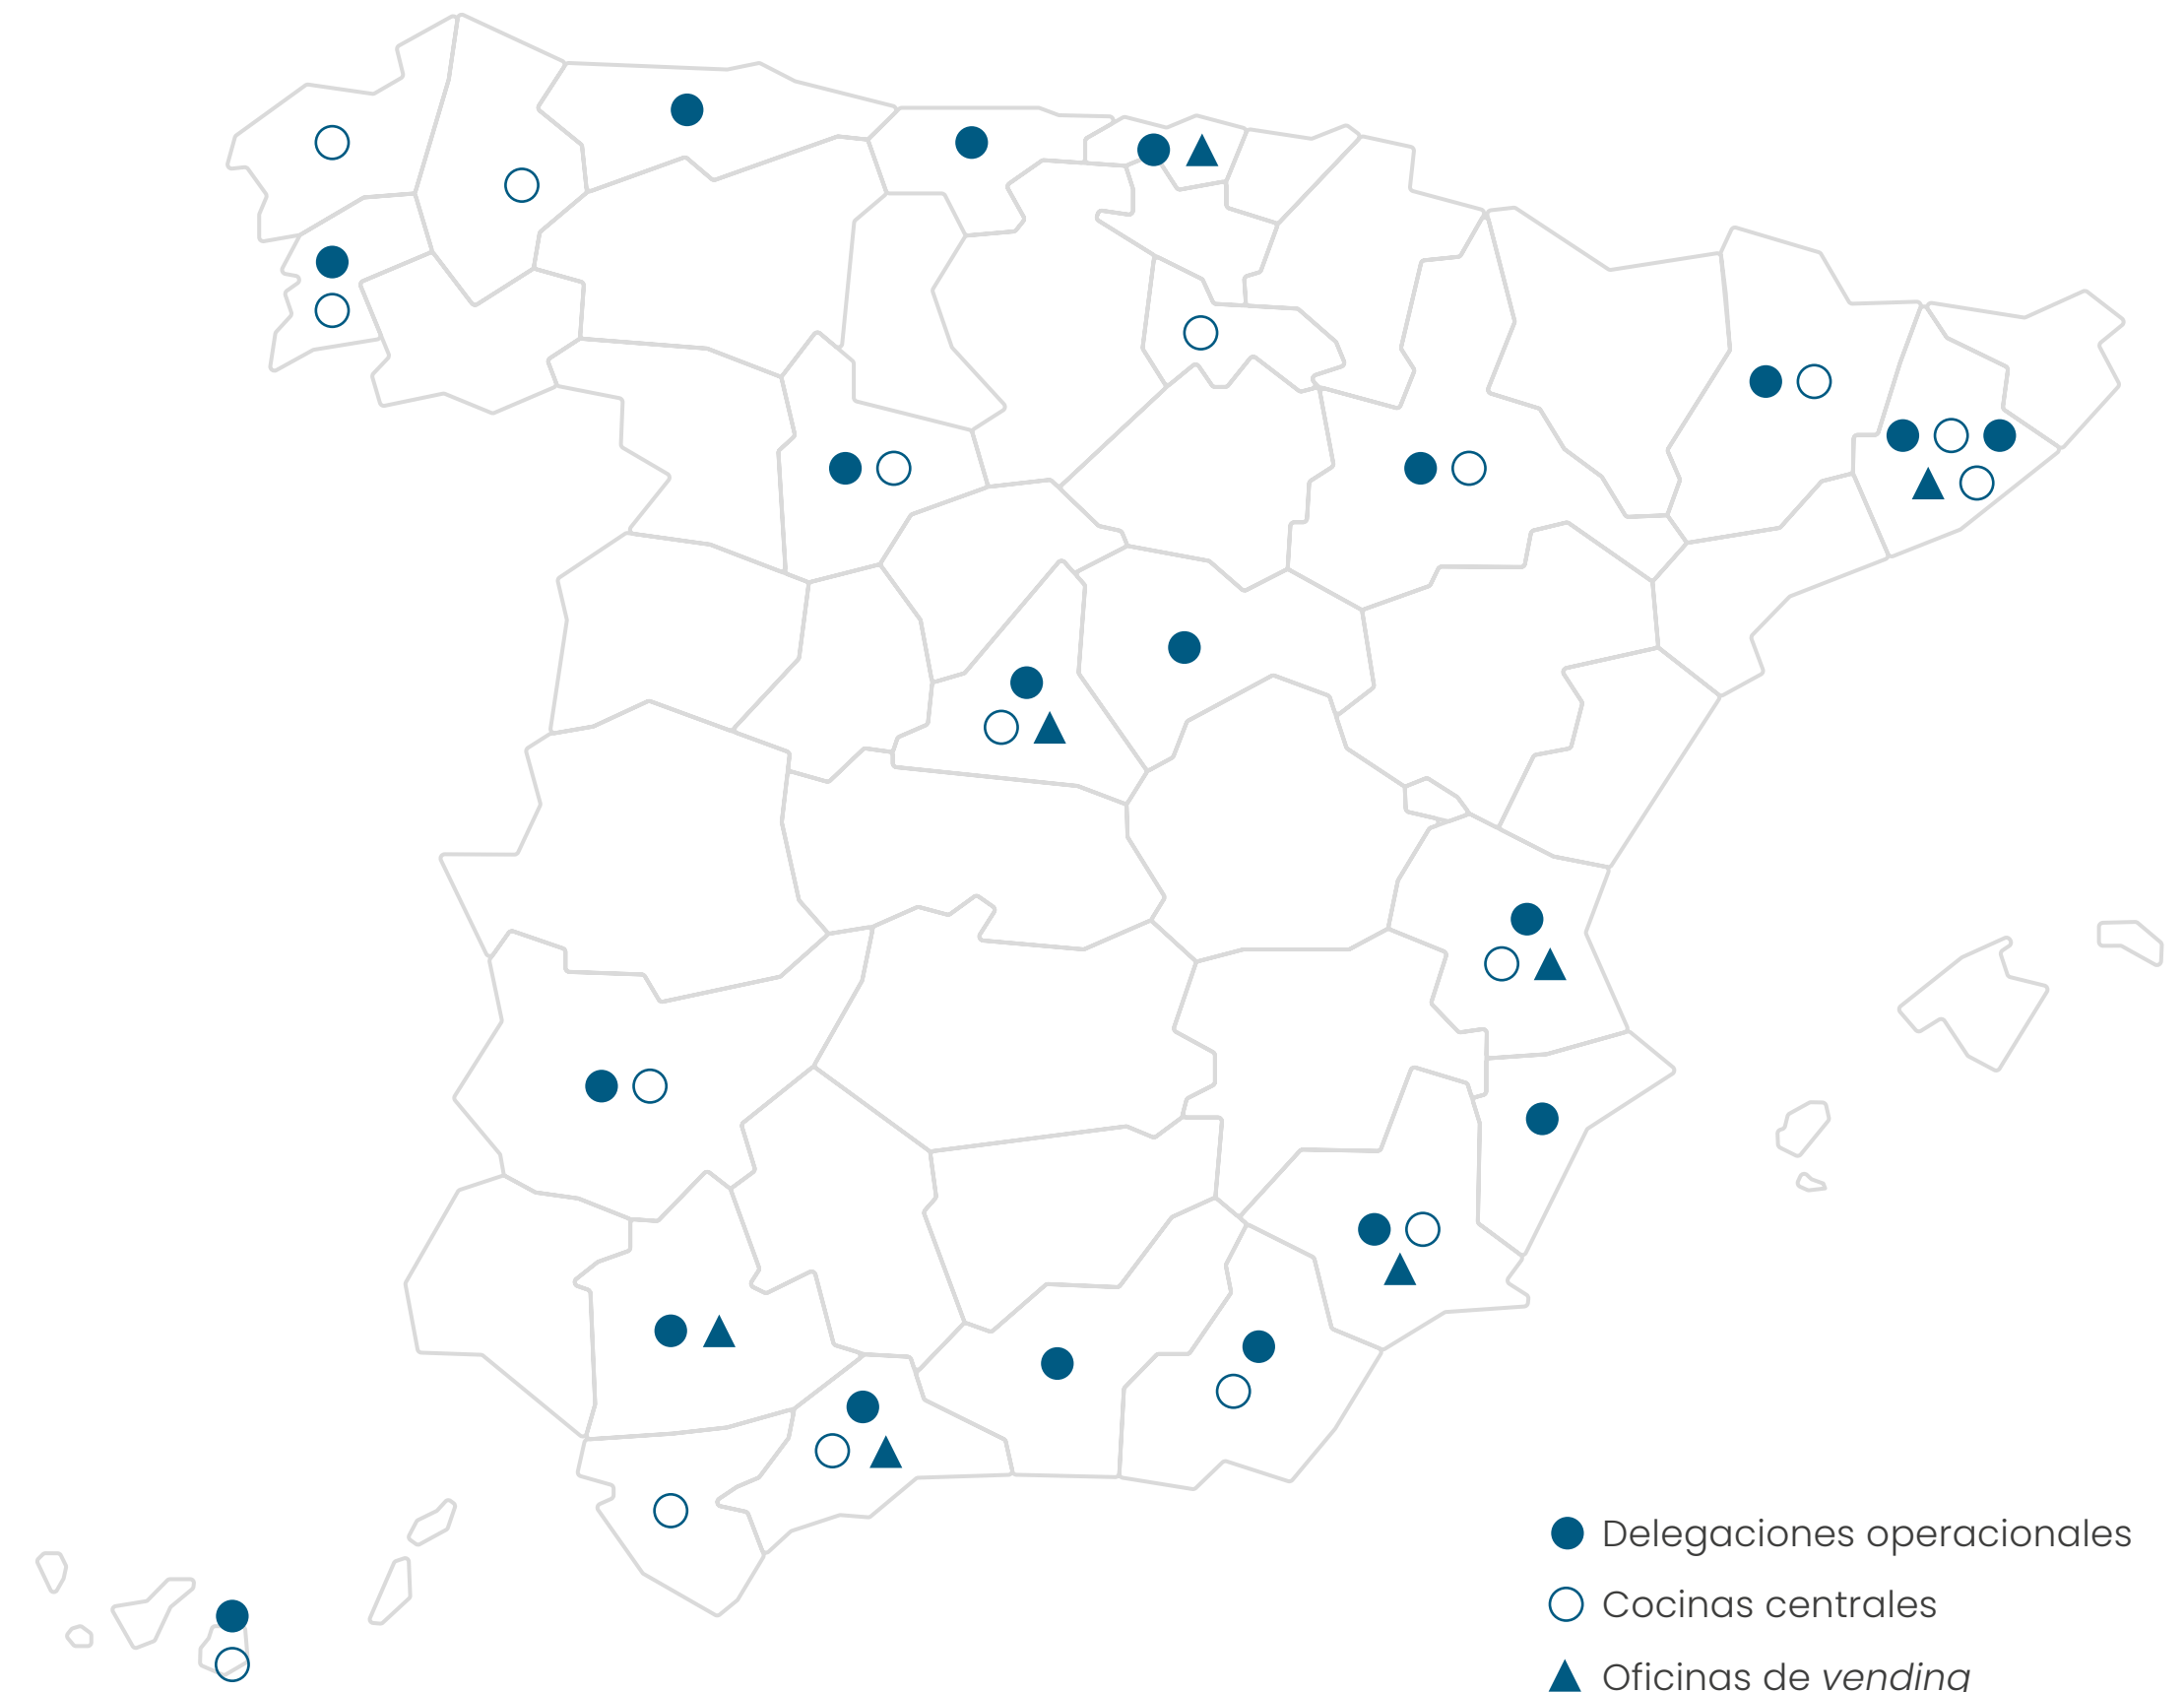 Delegaciones operacionales
Cocinas centrales
Oficinas de vending